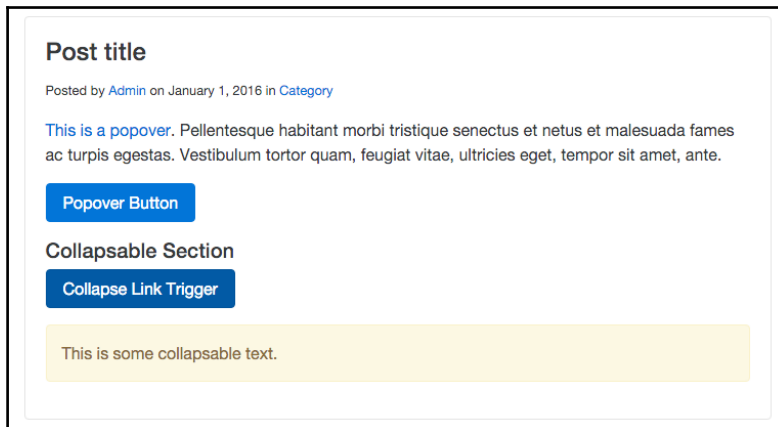 Post title
Posted by Admin on January 1, 2016 in Category
This is a popover. Pellentesque habitant morbi tristique senectus et netus et malesuada fames
ac turpis egestas. Vestibulum tortor quam, feugiat vitae, ultricies eget, tempor sit amet, ante.
Popover Button
Collapsable Section
Collapse Link Trigger
This is some collapsable text.